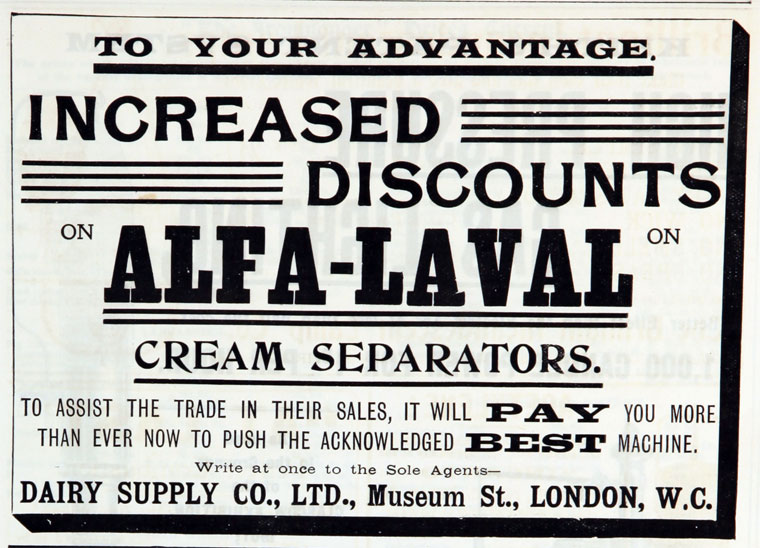 TO YOUR ADVANTAGE.
INCREASED
DISCOUNTS
ON ALFA-LAVAL ON
CREAM SEPARATORS.
TO ASSIST THE TRADE IN THEIR SALES, IT WILL PAY YOU MORE
THAN EVER NOW TO PUSH THE ACKNOWLEDGED BEST MACHINE.
Write at once to the Sole Agents—
DAIRY SUPPLY CO., LTD., Museum St., LONDON, W.C.